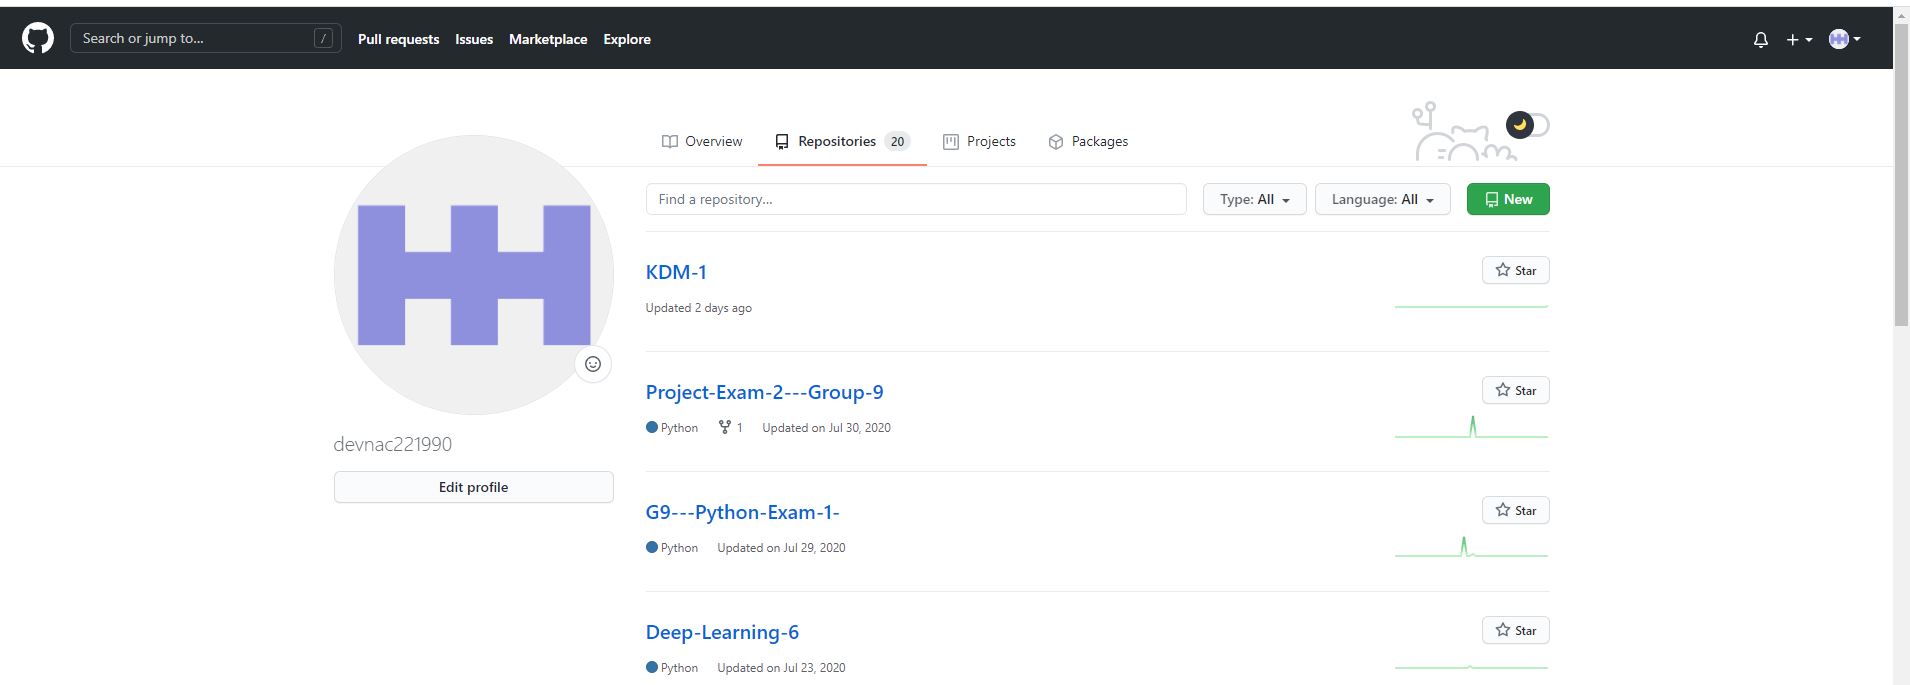 Search or jump to... / Pull requests Issues Marketplace Explore
Overview Repositories 20 Projects Packages
Find a repository... Type: All Language: All New
KDM-1 Star
Updated 2 days ago
Project-Exam-2---Group-9 Star
Python 1 Updated on Jul 30, 2020
devnac221990
Edit profile
G9---Python-Exam-1- Star
Python Updated on Jul 29, 2020
Deep-Learning-6 Star
Python Updated on Jul 23, 2020